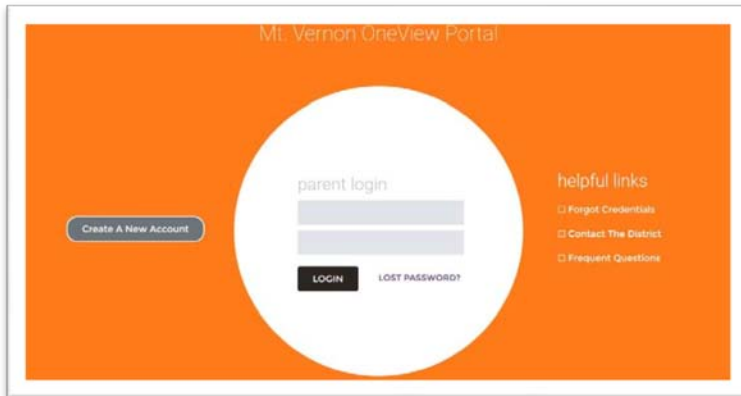 Mt. Vernon OneView Portal
Create A New Account
parent login
LOGIN
LOST PASSWORD?
helpful links
Forgot Credentials
Contact The District
Frequent Questions